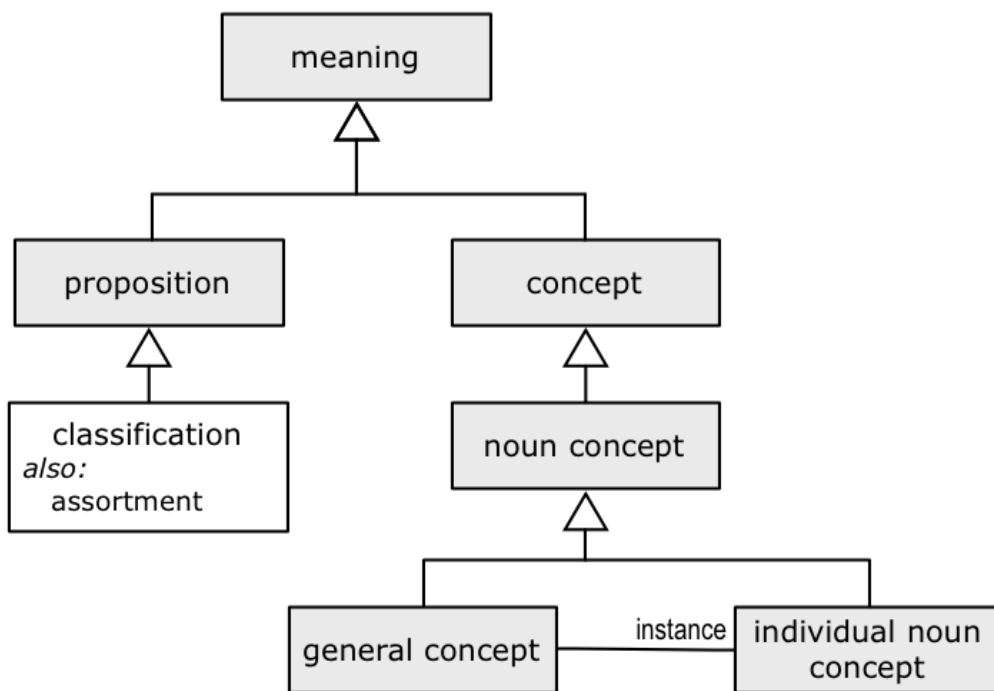 meaning
proposition
concept
classification
also:
assortment
noun concept
general concept
instance
individual noun
concept